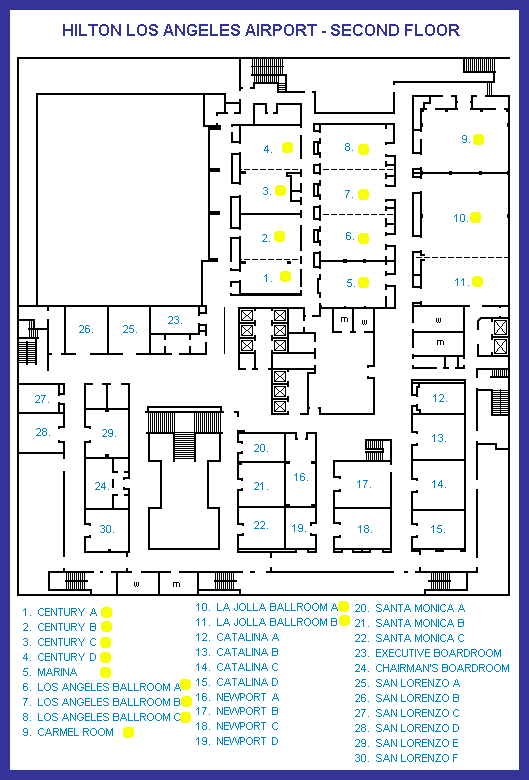 HILTON LOS ANGELES AIRPORT - SECOND FLOOR
4.
8.
9.
3.
7.
2.
6.
10.
1.
5.
11.
26.
25.
23.
m
w
w
m
27.
28.
29.
24.
30.
20.
21.
22.
16.
19.
17.
18.
12.
13.
14.
15.
w
m
1. CENTURY A
2. CENTURY B
3. CENTURY C
4. CENTURY D
5. MARINA
6. LOS ANGELES BALLROOM A
7. LOS ANGELES BALLROOM B
8. LOS ANGELES BALLROOM C
9. CARMEL ROOM
10. LA JOLLA BALLROOM A
11. LA JOLLA BALLROOM B
12. CATALINA A
13. CATALINA B
14. CATALINA C
15. CATALINA D
16. NEWPORT A
17. NEWPORT B
18. NEWPORT C
19. NEWPORT D
20. SANTA MONICA A
21. SANTA MONICA B
22. SANTA MONICA C
23. EXECUTIVE BOARDROOM
24. CHAIRMAN'S BOARDROOM
25. SAN LORENZO A
26. SAN LORENZO B
27. SAN LORENZO C
28. SAN LORENZO D
29. SAN LORENZO E
30. SAN LORENZO F